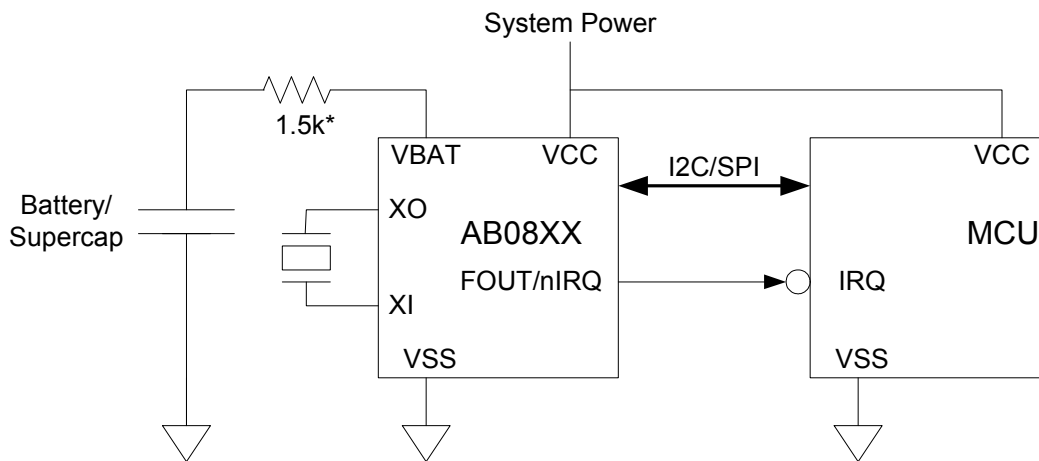 System Power
1.5k*
VBAT
VCC
VCC
I2C/SPI
Battery/
Supercap
XO
AB08XX
MCU
FOUT/nIRQ
IRQ
XI
VSS
VSS